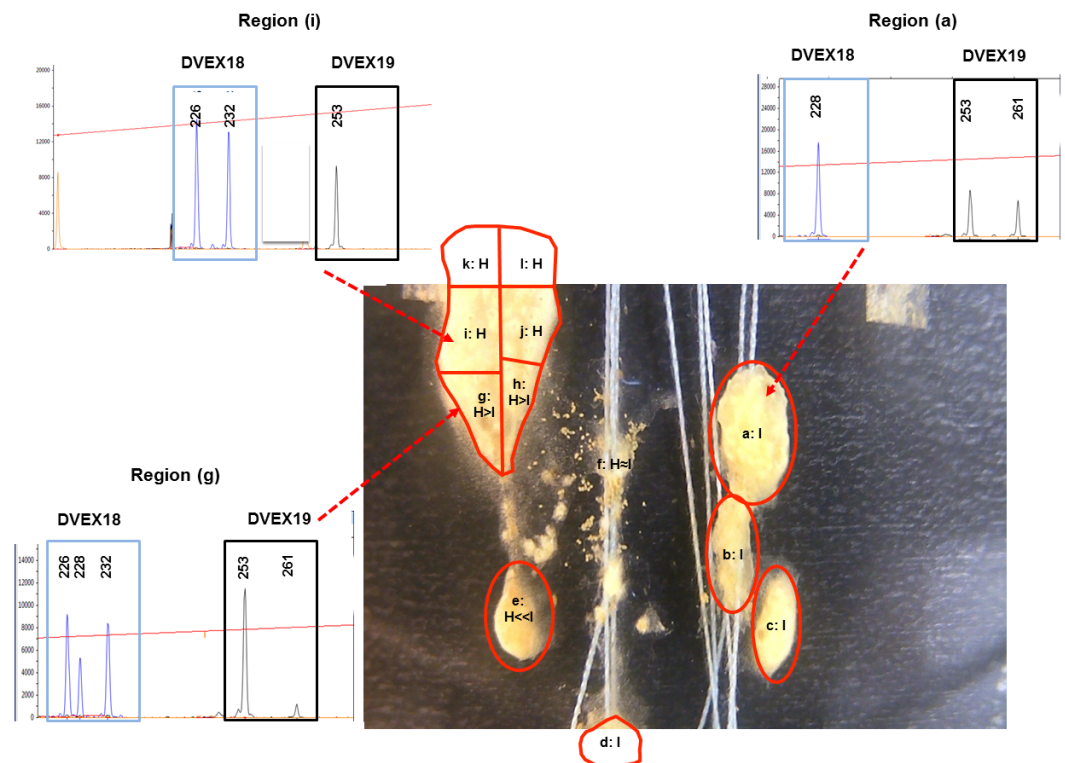 Region (i)
DVEX18 DVEX19
20000
16000
12000
8000
4000
0
226 232 253
Region (a)
DVEX18 DVEX19
28000
24000
20000
16000
12000
8000
4000
0
228 253 261
k: H l: H
i: H j: H
g:
H>I
h:
H>I
f: H≈I
a: I
b: I
c: I
e:
H<<I
d: I
Region (g)
DVEX18 DVEX19
14000
12000
10000
8000
6000
4000
2000
0
226 228 232 253 261